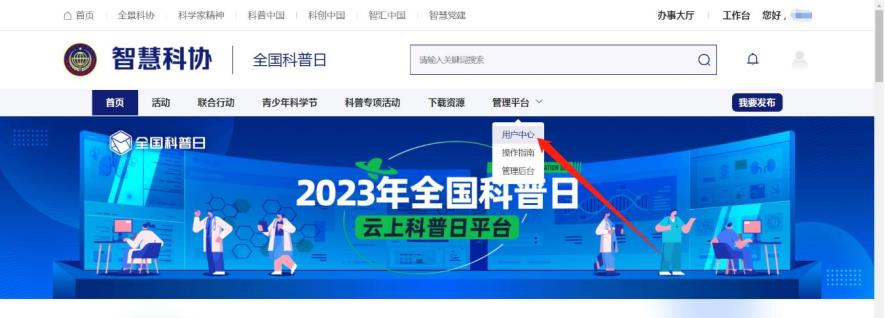 首页 全景科协 科学家精神 科普中国 科创中国 智汇中国 智慧党建 办事大厅 工作台 您好，
智慧科协 全国科普日 请输入关键词搜索
首页 活动 联合行动 青少年科学节 科普专项活动 下载资源 管理平台 我要发布
用户中心
操作指南
管理后台
全国科普日
2023年全国科普日
云上科普日平台